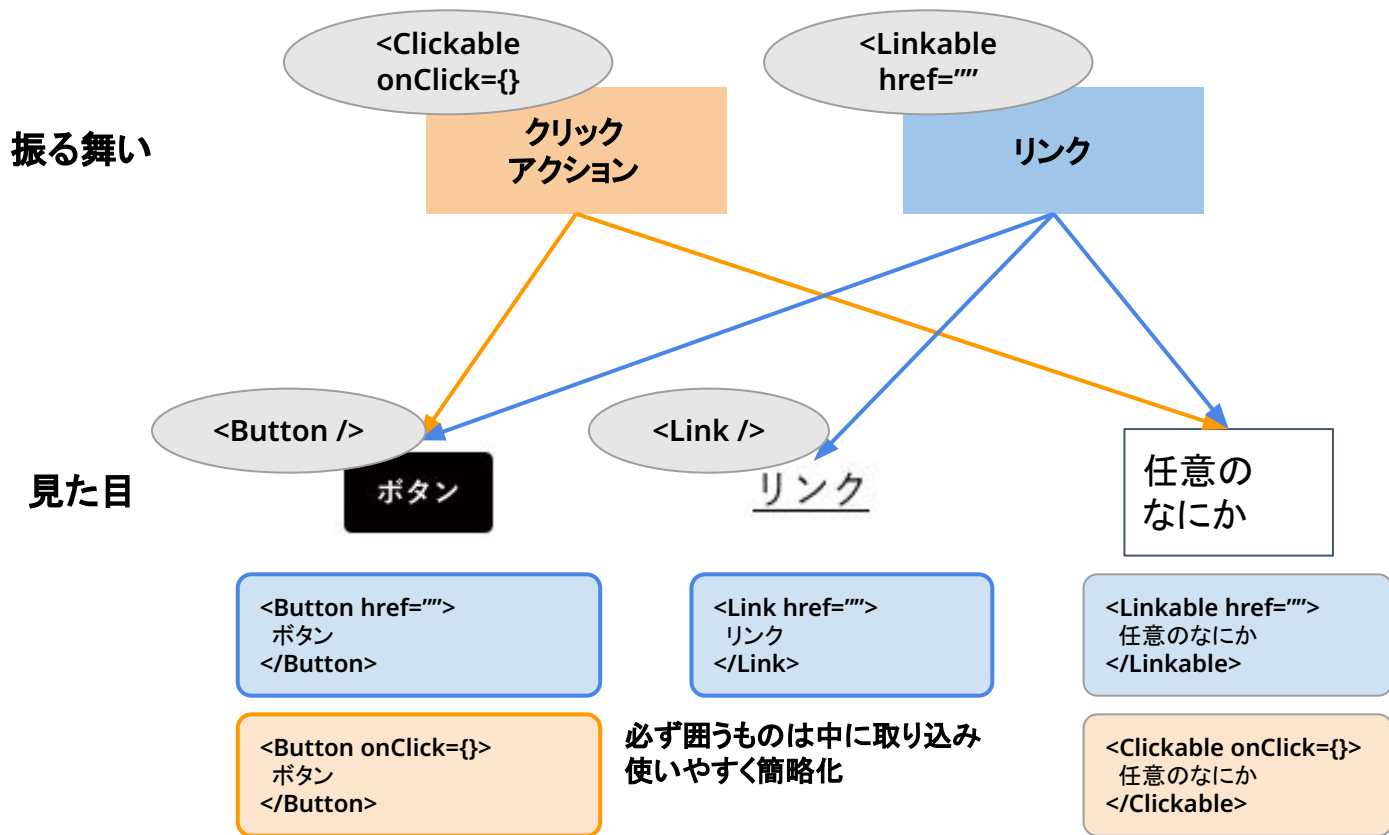 <Clickable
onClick={}
<Linkable
href=””
振る舞い
クリック
アクション
リンク
<Button />
<Link />
見た目
ボタン
リンク
任意の
なにか
<Button href=””>
ボタン
</Button>
<Link href=””>
リンク
</Link>
<Linkable href=””>
任意のなにか
</Linkable>
<Button onClick={}>
ボタン
</Button>
必ず囲うものは中に取り込み
使いやすく簡略化
<Clickable onClick={}>
任意のなにか
</Clickable>